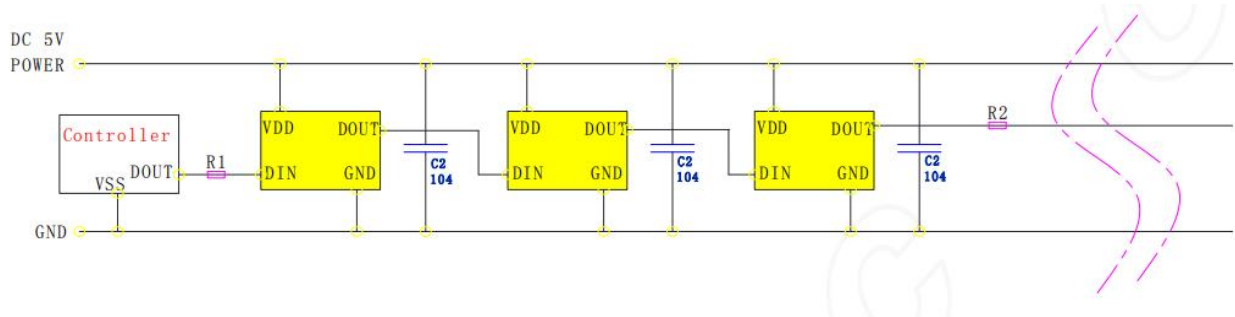 DC 5V
POWER
Controller
DOUT
VSS
R1
VDD
DOUT
DIN
GND
C2
104
VDD
DOUT
DIN
GND
C2
104
VDD
DOUT
DIN
GND
C2
104
R2
GND